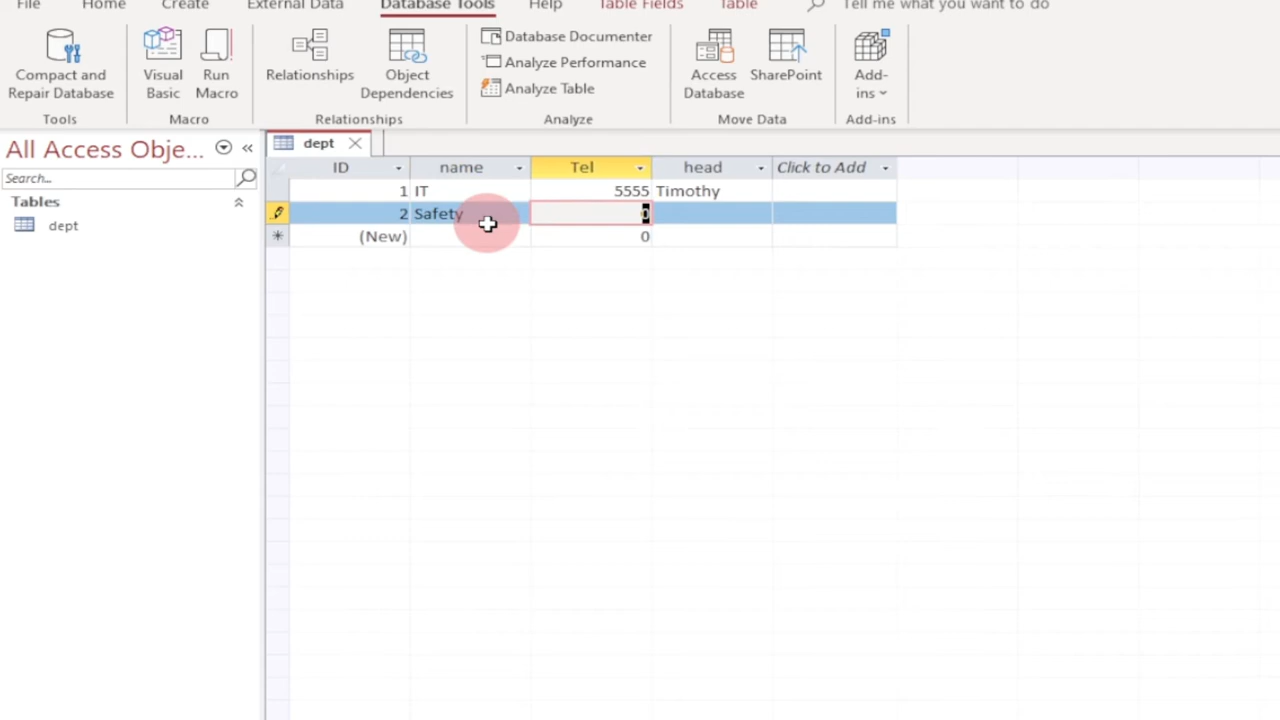 File Home Create External Data Database Tools Help Table Fields Table Tell me what you want to do
Compact and
Repair Database
Tools
Visual
Basic
Run
Macro
Macro
Relationships
Object
Dependencies
Relationships
Database Documenter
Analyze Performance
Analyze Table
Analyze
Access
Database
SharePoint
Move Data
Add-
ins
Add-ins
All Access Obje...
Search...
Tables
dept
dept
ID name Tel head Click to Add
1 IT 5555 Timothy
2 Safety 0
(New) 0